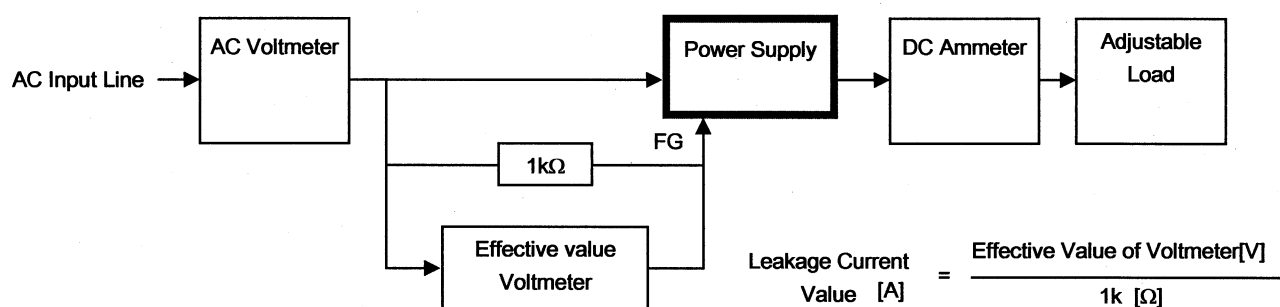 AC Input Line
AC Voltmeter
Power Supply
DC Ammeter
Adjustable
Load
FG
1kΩ
Effective value
Voltmeter
Leakage Current
Value [A]
=
Effective Value of Voltmeter[V]
1k [Ω]